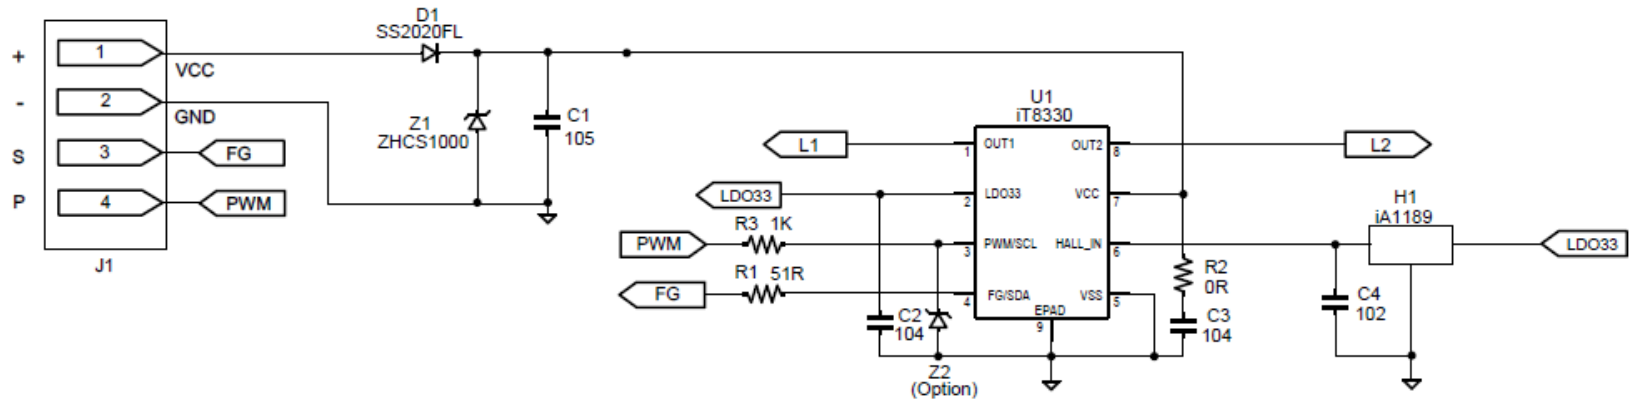 D1
SS2020FL
+
1
VCC
-
2
GND
Z1
ZHCS1000
C1
105
S
3
FG
P
4
PWM
J1
U1
iT8330
L1
1
OUT1
OUT2
8
L2
LDO33
2
LDO33
VCC
7
H1
iA1189
PWM
R3 1K
3
PWM/SCL
HALL_IN
6
LDO33
FG
R1 51R
4
FG/SDA
VSS
5
R2
0R
EPAD
9
C2
104
C3
104
C4
102
Z2
(Option)